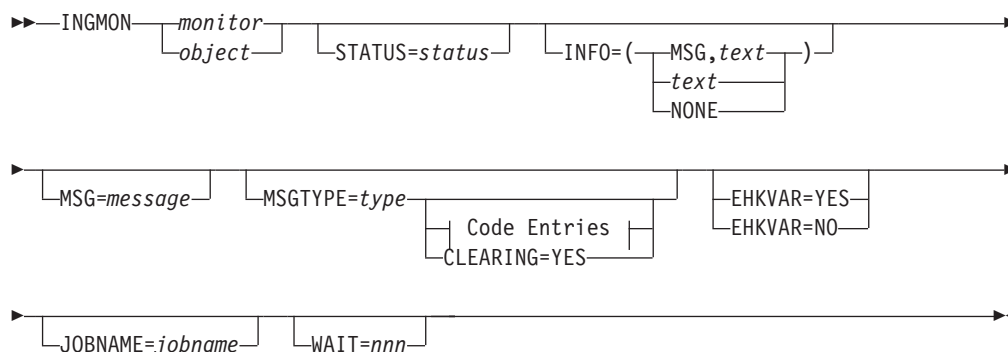 INGMON monitor
object STATUS=status INFO=( MSG,text )
text
NONE
MSG=message MSGTYPE=type EHKVAR=YES
Code Entries EHKVAR=NO
CLEARING=YES
JOBNAME=jobname WAIT=nnn